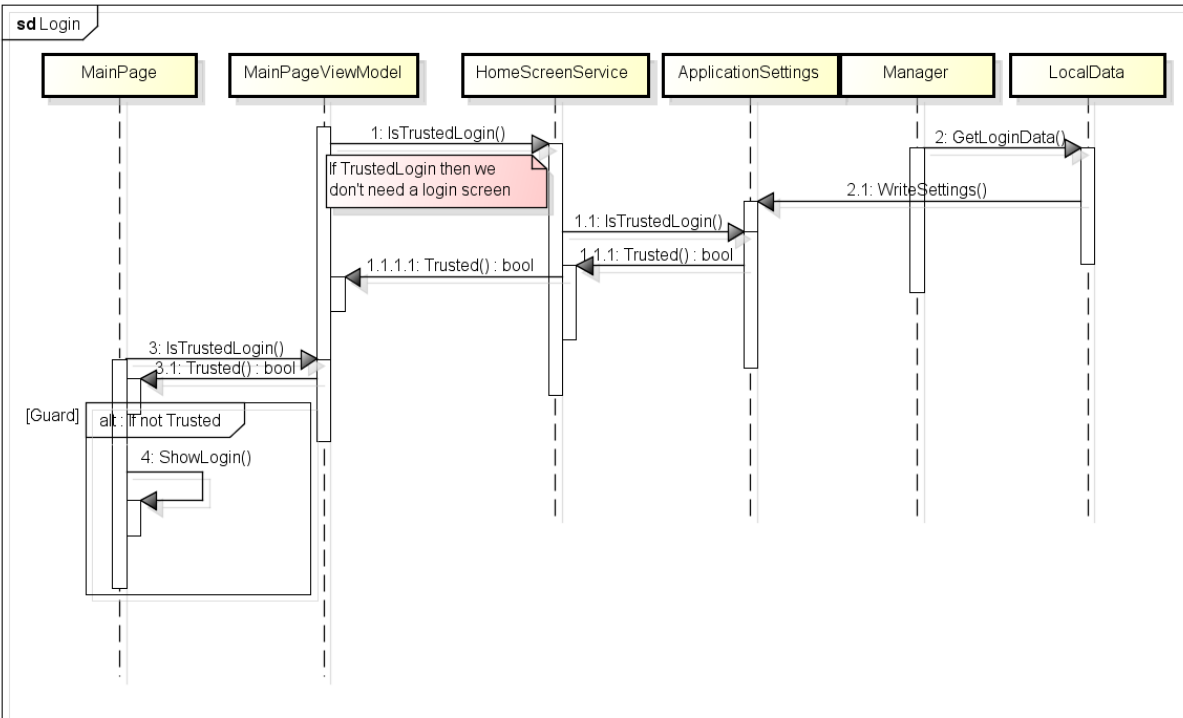 sd Login
MainPage
MainPageViewModel
HomeScreenService
ApplicationSettings
Manager
LocalData
1: IsTrustedLogin()
2: GetLoginData()
If TrustedLogin then we
don't need a login screen
2.1: WriteSettings()
1.1: IsTrustedLogin()
1.1.1: Trusted() : bool
1.1.1.1: Trusted() : bool
3: IsTrustedLogin()
3.1: Trusted() : bool
[Guard]
alt : If not Trusted
4: ShowLogin()